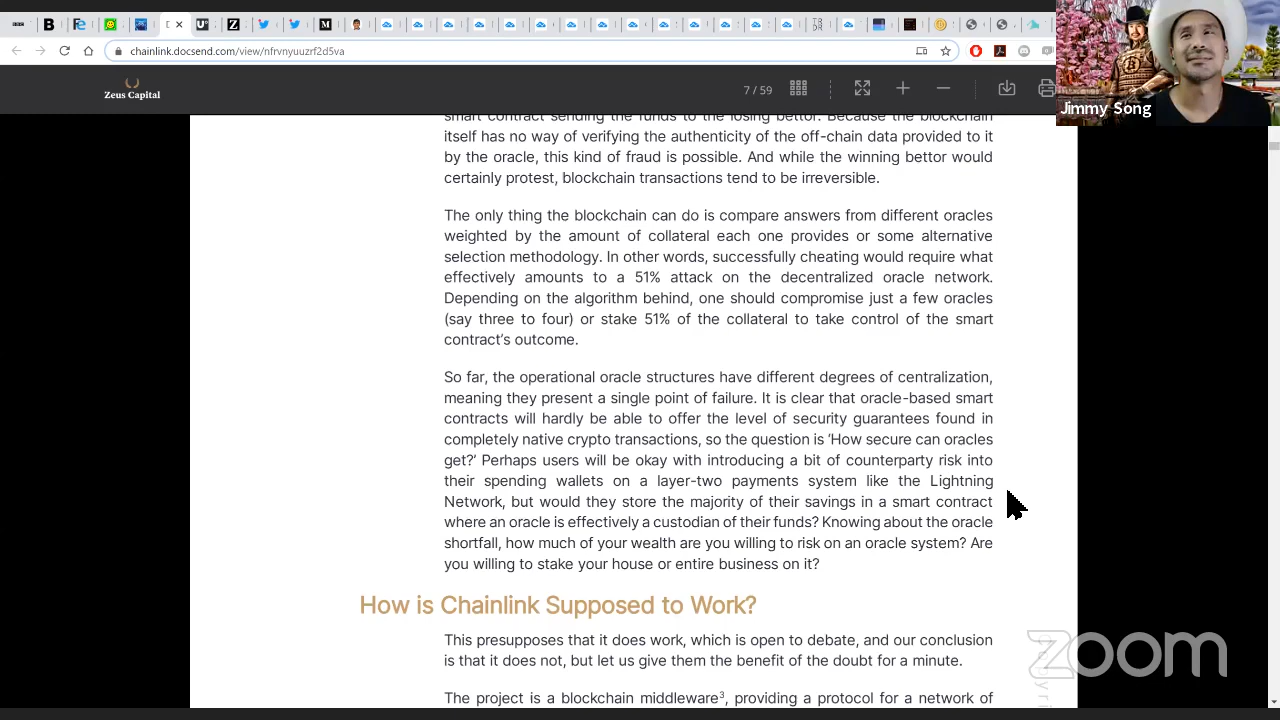 chainlink.docsend.com/view/nfrvnyuuzrf2d5va
Zeus Capital
7 / 59
Jimmy Song
smart contract sending the funds to the losing bettor. Because the blockchain
itself has no way of verifying the authenticity of the off-chain data provided to it
by the oracle, this kind of fraud is possible. And while the winning bettor would
certainly protest, blockchain transactions tend to be irreversible.
The only thing the blockchain can do is compare answers from different oracles
weighted by the amount of collateral each one provides or some alternative
selection methodology. In other words, successfully cheating would require what
effectively amounts to a 51% attack on the decentralized oracle network.
Depending on the algorithm behind, one should compromise just a few oracles
(say three to four) or stake 51% of the collateral to take control of the smart
contract’s outcome.
So far, the operational oracle structures have different degrees of centralization,
meaning they present a single point of failure. It is clear that oracle-based smart
contracts will hardly be able to offer the level of security guarantees found in
completely native crypto transactions, so the question is ‘How secure can oracles
get?’ Perhaps users will be okay with introducing a bit of counterparty risk into
their spending wallets on a layer-two payments system like the Lightning
Network, but would they store the majority of their savings in a smart contract
where an oracle is effectively a custodian of their funds? Knowing about the oracle
shortfall, how much of your wealth are you willing to risk on an oracle system? Are
you willing to stake your house or entire business on it?
How is Chainlink Supposed to Work?
This presupposes that it does work, which is open to debate, and our conclusion
is that it does not, but let us give them the benefit of the doubt for a minute.
The project is a blockchain middleware³, providing a protocol for a network of
zoom